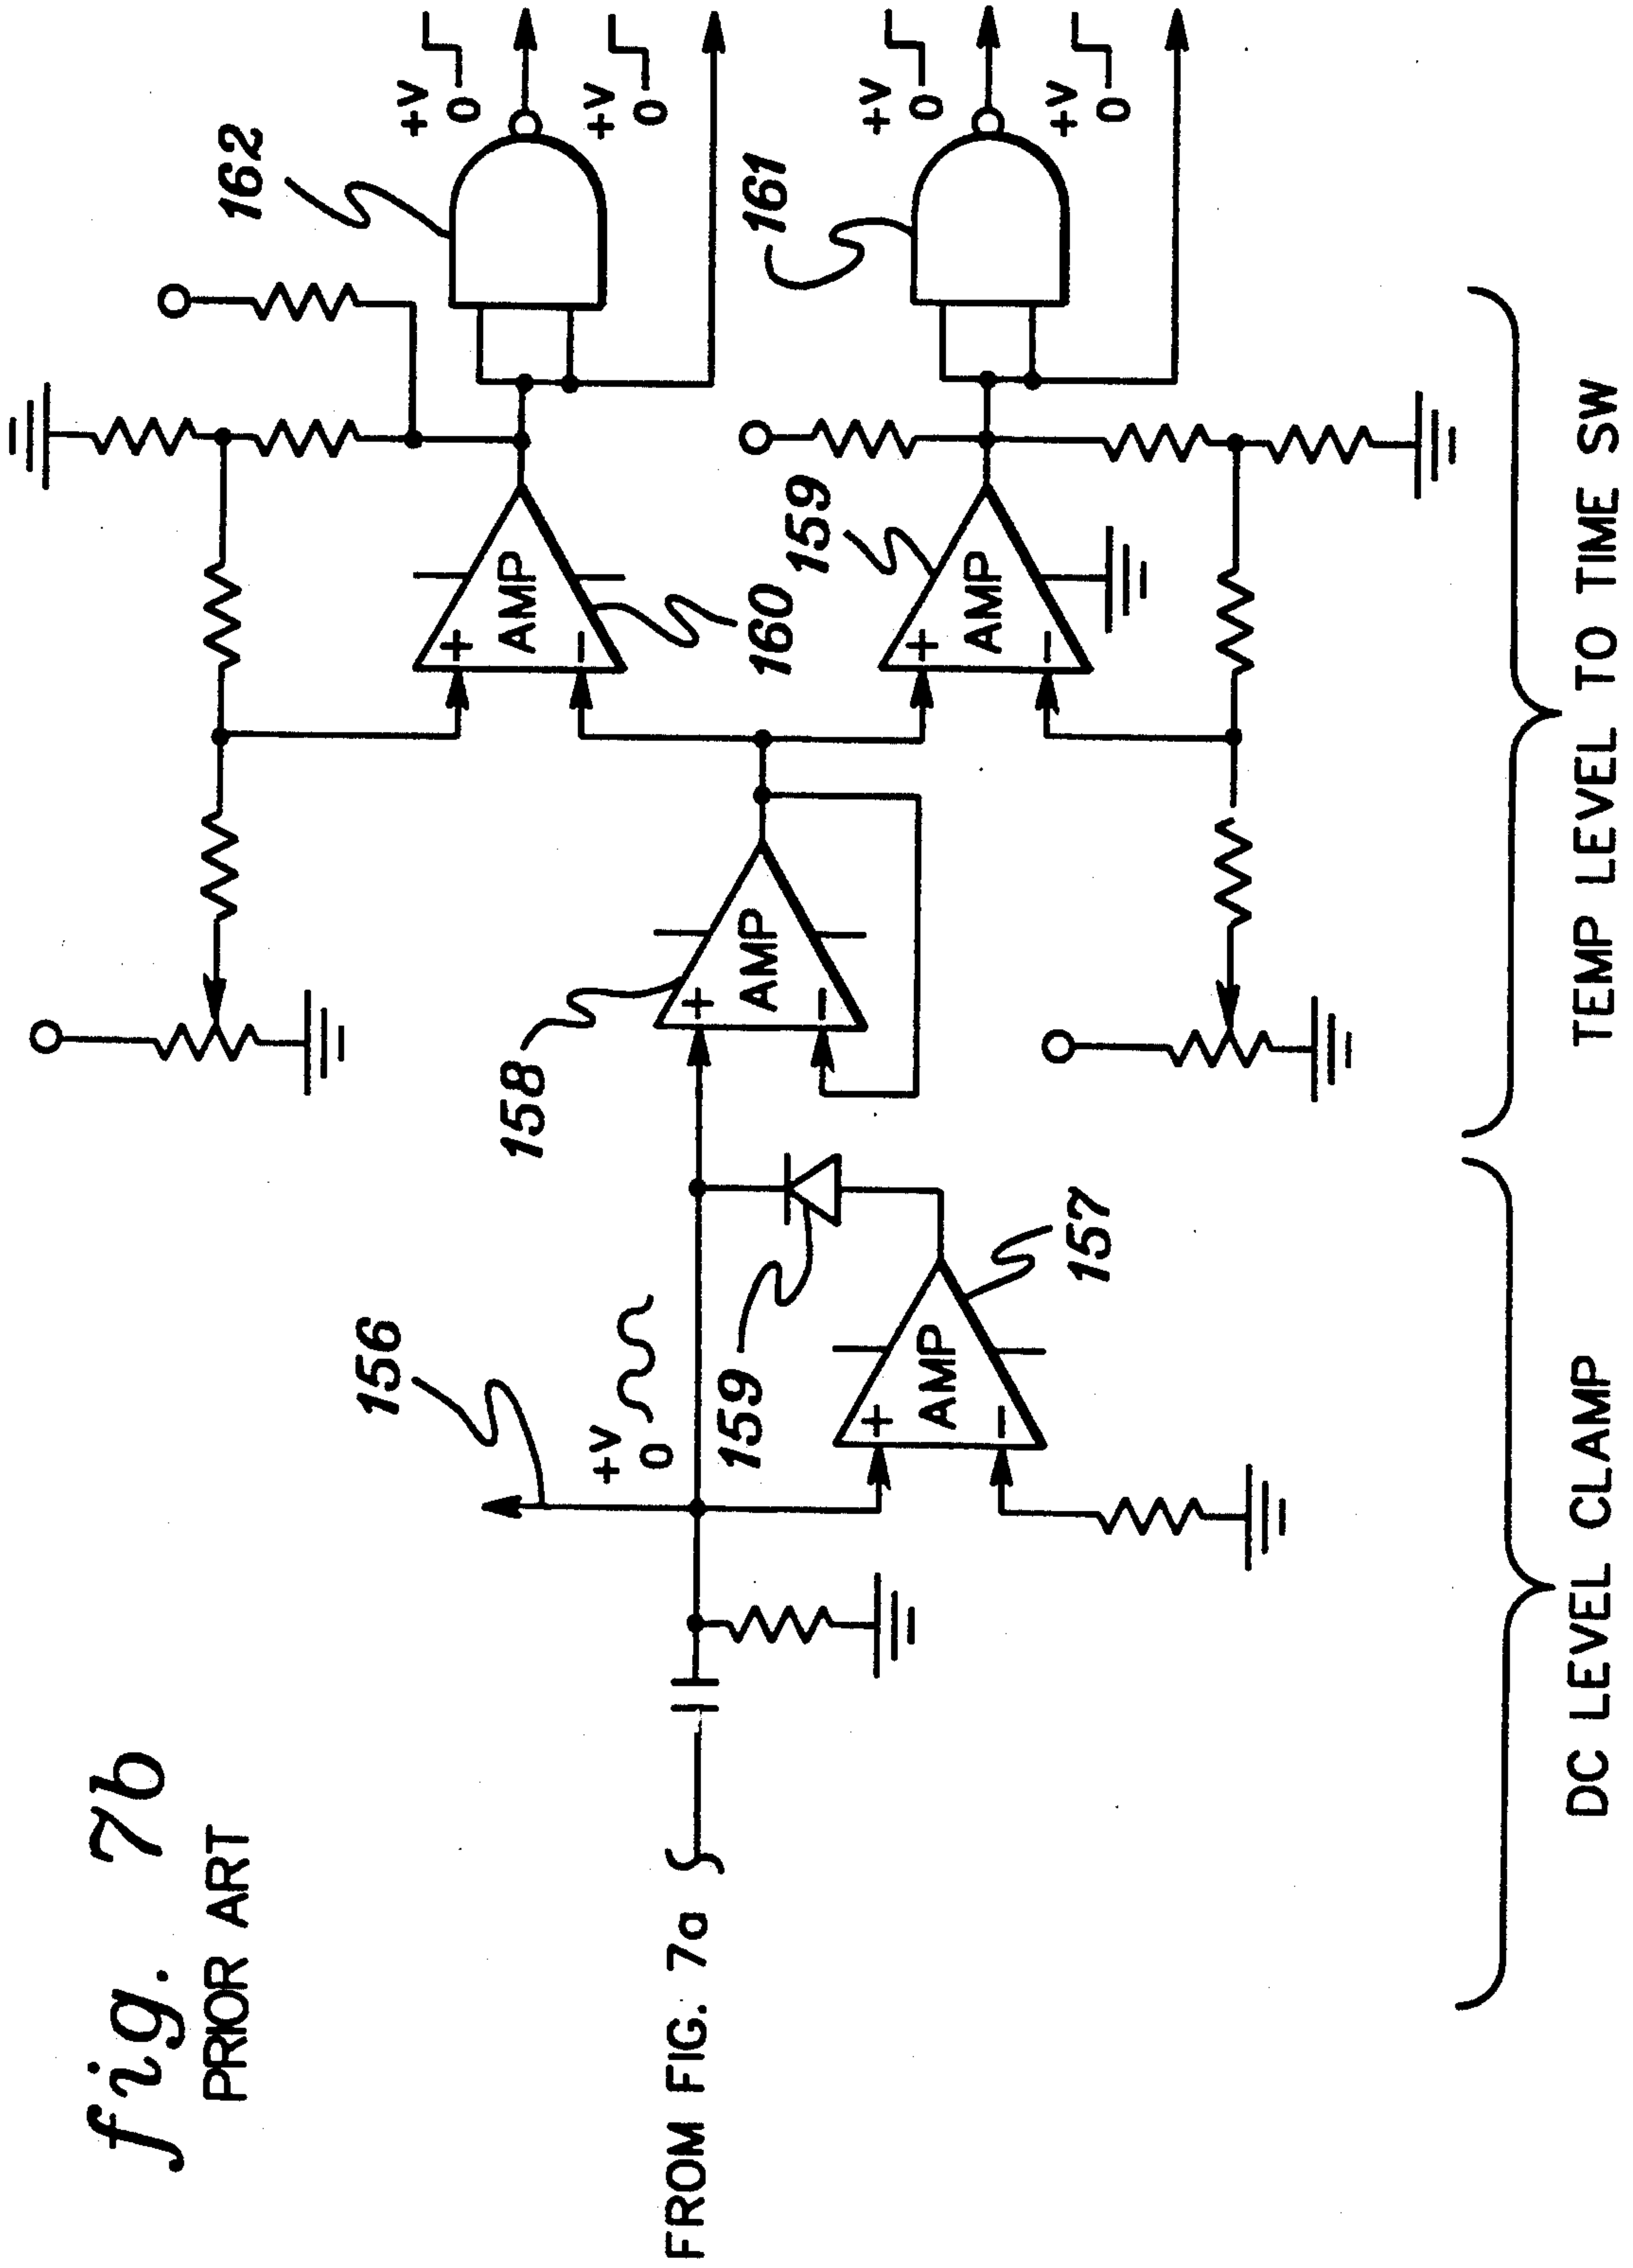 fig. 7b
PRIOR ART
FROM FIG. 7a
156
+V
0
159
AMP
+
−
157
158
AMP
+
−
AMP
+
−
160
AMP
+
−
159
162
+V
0
+V
0
161
+V
0
+V
0
DC LEVEL CLAMP
TEMP LEVEL TO TIME SW